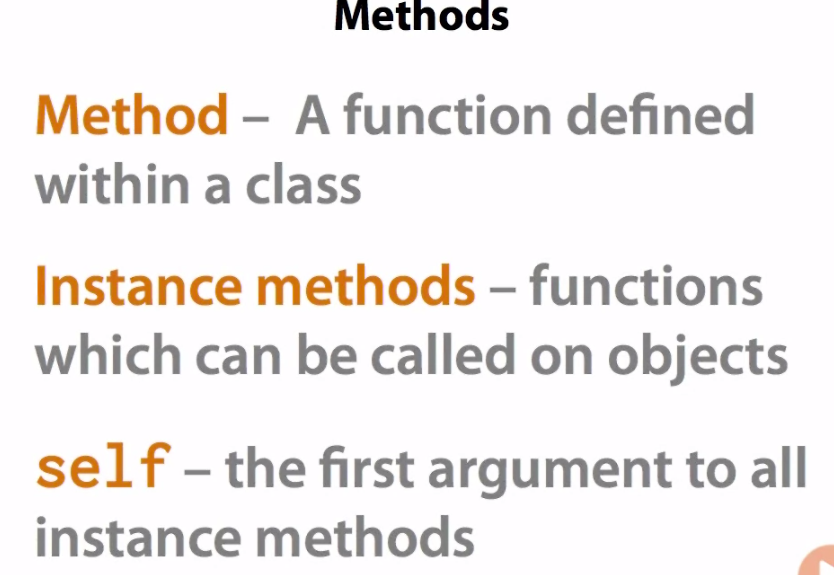 Methods
Method – A function defined
within a class
Instance methods – functions
which can be called on objects
self – the first argument to all
instance methods